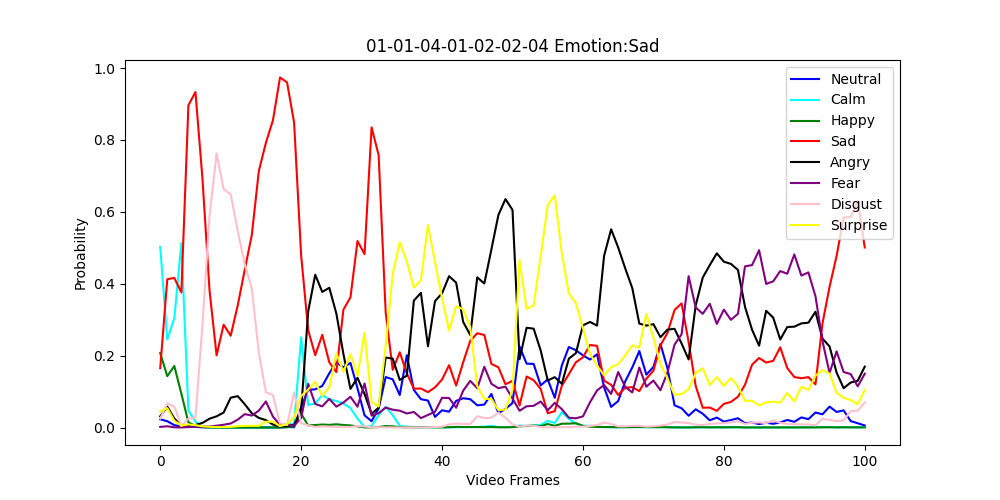 01-01-04-01-02-02-04 Emotion:Sad
1.0
0.8
0.6
0.4
0.2
0.0
Probability
0
20
40
60
80
100
Video Frames
Neutral
Calm
Happy
Sad
Angry
Fear
Disgust
Surprise